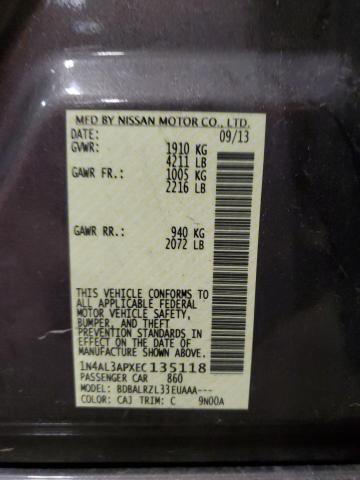 MFD BY NISSAN MOTOR CO., LTD.
DATE: 09/13
GVWR: 1910 KG
4211 LB
GAWR FR.: 1005 KG
2216 LB
GAWR RR.: 940 KG
2072 LB
THIS VEHICLE CONFORMS TO
ALL APPLICABLE FEDERAL
MOTOR VEHICLE SAFETY,
BUMPER, AND THEFT
PREVENTION STANDARDS IN
EFFECT ON THE DATE OF
MANUFACTURE SHOWN ABOVE.
1N4AL3APXEC135118
PASSENGER CAR 860
MODEL: BDBALRZL33EUAAA---
COLOR: CAJ TRIM: C 9N00A